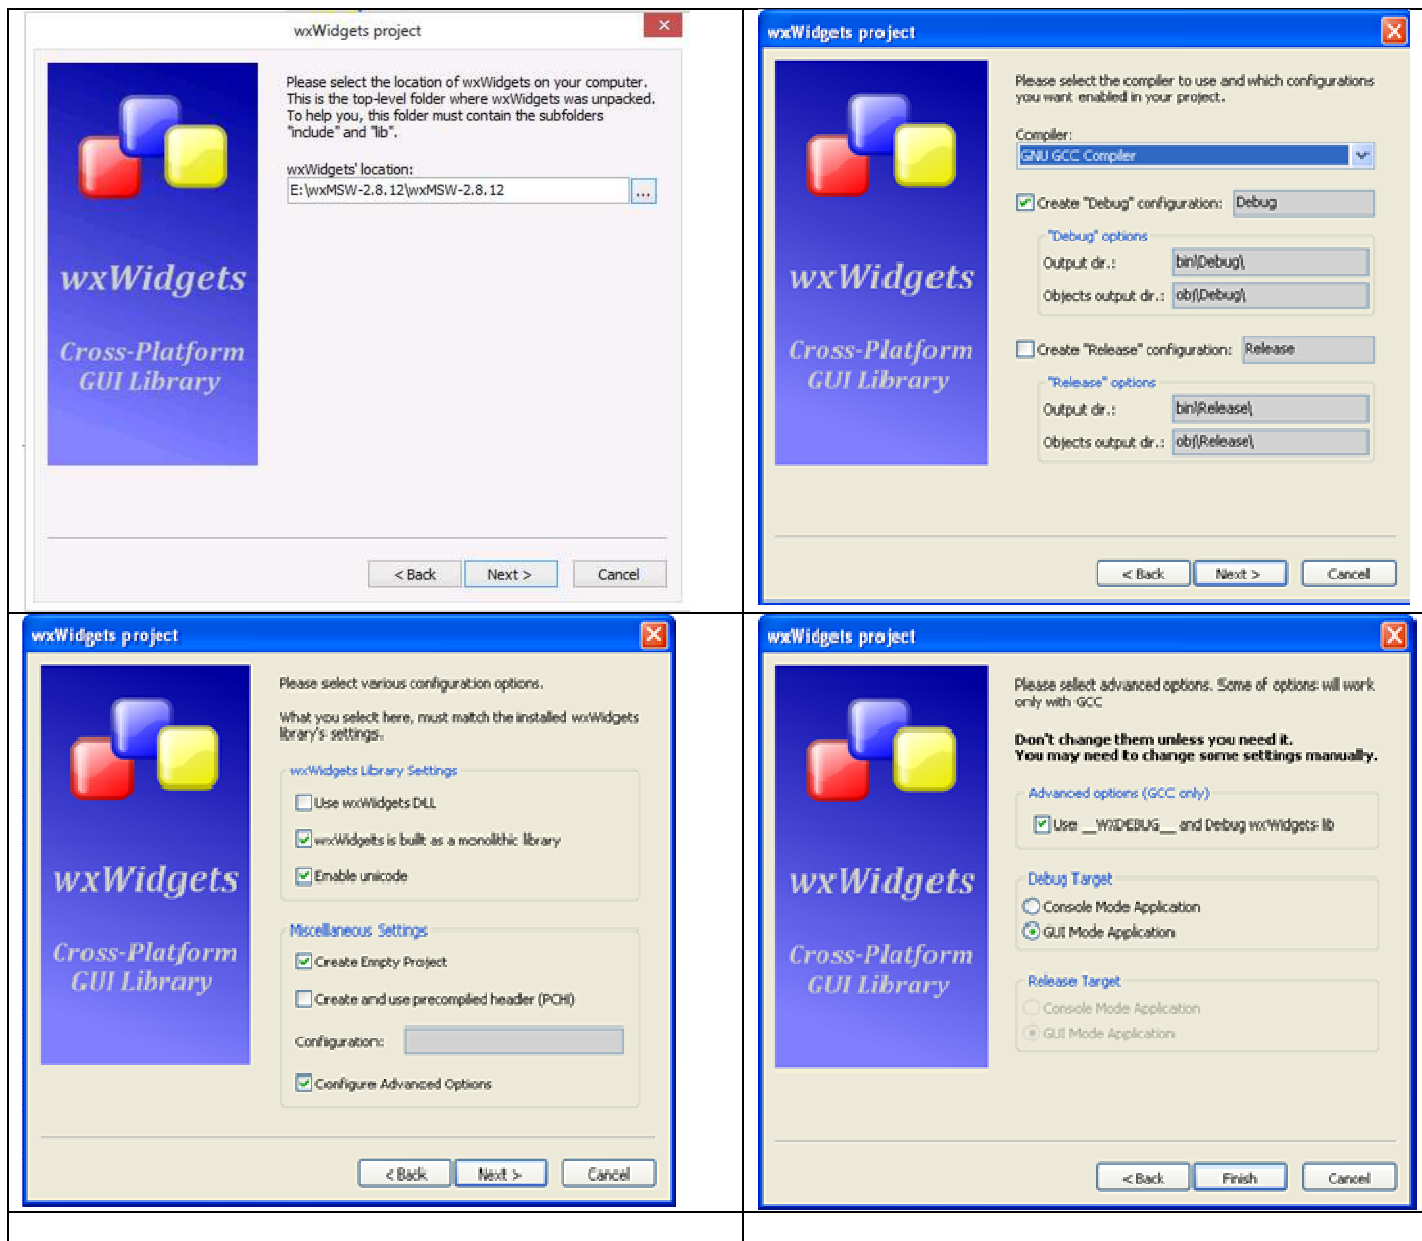 wxWidgets project
Please select the location of wxWidgets on your computer.
This is the top-level folder where wxWidgets was unpacked.
To help you, this folder must contain the subfolders
"include" and "lib".
wxWidgets' location:
E:\wxMSW-2.8.12\wxMSW-2.8.12
...
wxWidgets
Cross-Platform
GUI Library
< Back
Next >
Cancel
wxWidgets project
Please select the compiler to use and which configurations
you want enabled in your project.
Compiler:
GNU GCC Compiler
Create "Debug" configuration: Debug
"Debug" options
Output dir.: bin\Debug\
Objects output dir.: obj\Debug\
Create "Release" configuration: Release
"Release" options
Output dir.: bin\Release\
Objects output dir.: obj\Release\
wxWidgets
Cross-Platform
GUI Library
< Back
Next >
Cancel
wxWidgets project
Please select various configuration options.
What you select here, must match the installed wxWidgets
library's settings.
wxWidgets Library Settings
Use wxWidgets DLL
wxWidgets is built as a monolithic library
Enable unicode
Miscellaneous Settings
Create Empty Project
Create and use precompiled header (PCH)
Configuration:
Configure Advanced Options
wxWidgets
Cross-Platform
GUI Library
< Back
Next >
Cancel
wxWidgets project
Please select advanced options. Some of options will work
only with GCC
Don't change them unless you need it.
You may need to change some settings manually.
Advanced options (GCC only)
Use __WXDEBUG__ and Debug wxWidgets lib
Debug Target
Console Mode Application
GUI Mode Application
Release Target
Console Mode Application
GUI Mode Application
wxWidgets
Cross-Platform
GUI Library
< Back
Finish
Cancel